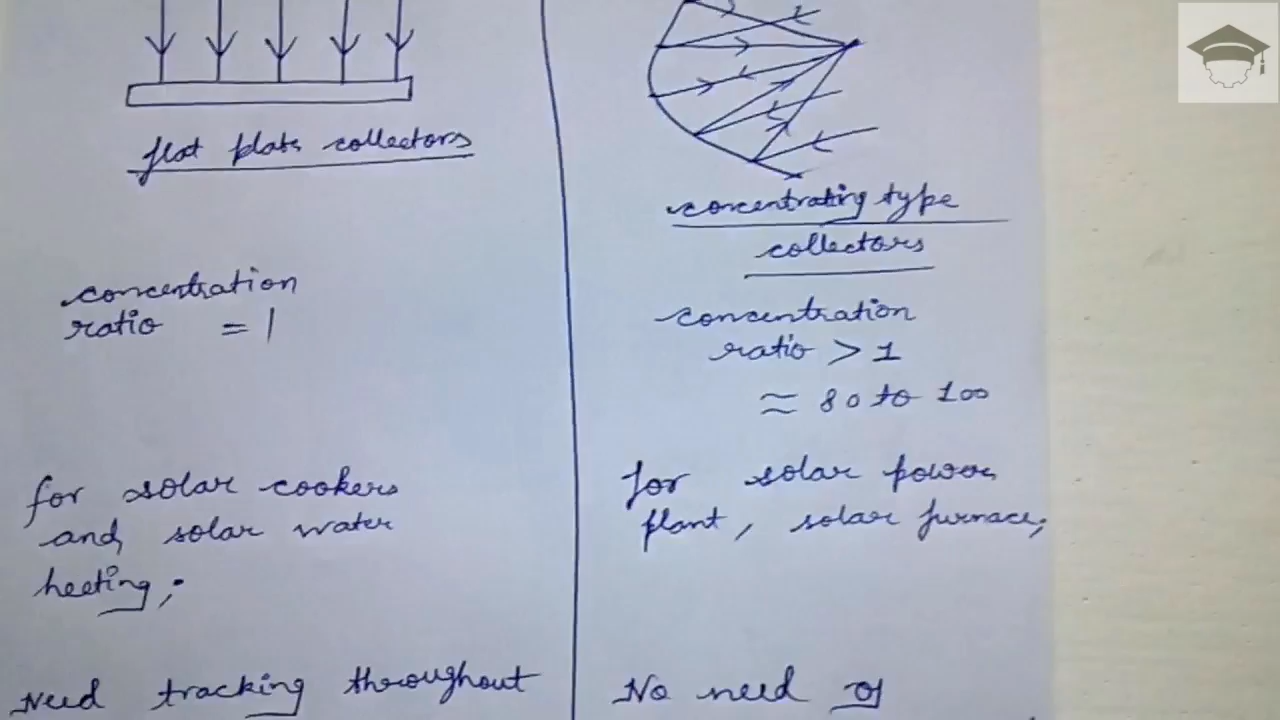 flat plate collectors
concentration
ratio = 1
for solar cookers
and solar water
heeting;
Need tracking throughout
concentrating type
collectors
concentration
ratio > 1
≈ 80 to 100
for solar power
plant, solar furnace;
No need of